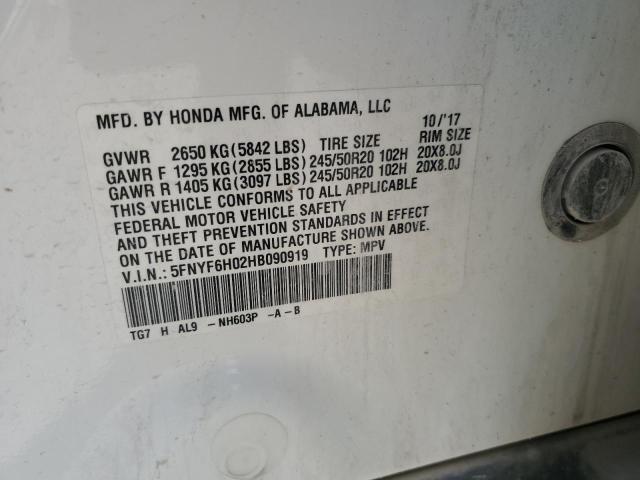 MFD. BY HONDA MFG. OF ALABAMA, LLC 10/'17
GVWR 2650 KG(5842 LBS) TIRE SIZE RIM SIZE
GAWR F 1295 KG(2855 LBS) 245/50R20 102H 20X8.0J
GAWR R 1405 KG(3097 LBS) 245/50R20 102H 20X8.0J
THIS VEHICLE CONFORMS TO ALL APPLICABLE
FEDERAL MOTOR VEHICLE SAFETY
AND THEFT PREVENTION STANDARDS IN EFFECT
ON THE DATE OF MANUFACTURE SHOWN ABOVE.
V.I.N.: 5FNYF6H02HB090919 TYPE: MPV
TG7 H AL9 -NH603P -A-B